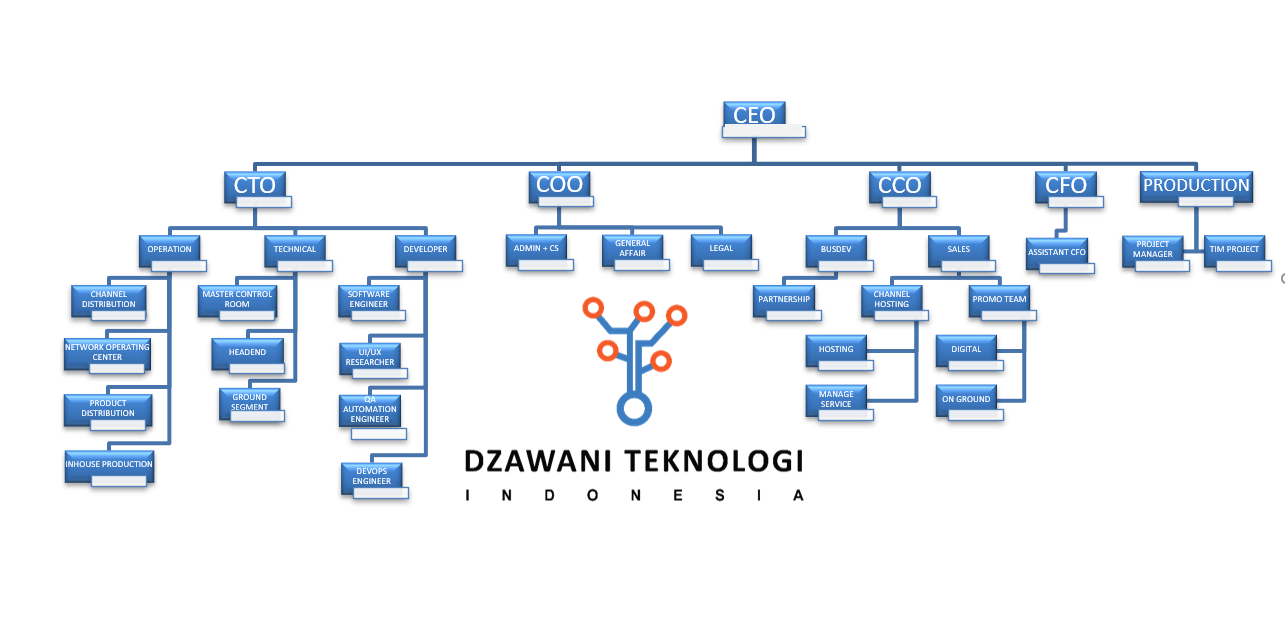 CEO
CTO
COO
CCO
CFO
PRODUCTION
OPERATION
TECHNICAL
DEVELOPER
ADMIN + CS
GENERAL
AFFAIR
LEGAL
BUSDEV
SALES
ASSISTANT CFO
PROJECT
MANAGER
TIM PROJECT
CHANNEL
DISTRIBUTION
MASTER CONTROL
ROOM
SOFTWARE
ENGINEER
PARTNERSHIP
CHANNEL
HOSTING
PROMO TEAM
NETWORK OPERATING
CENTER
HEADEND
UI/UX
RESEARCHER
HOSTING
DIGITAL
PRODUCT
DISTRIBUTION
GROUND
SEGMENT
QA
AUTOMATION
ENGINEER
MANAGE
SERVICE
ON GROUND
INHOUSE PRODUCTION
DEVOPS
ENGINEER
DZAWANI TEKNOLOGI
INDONESIA